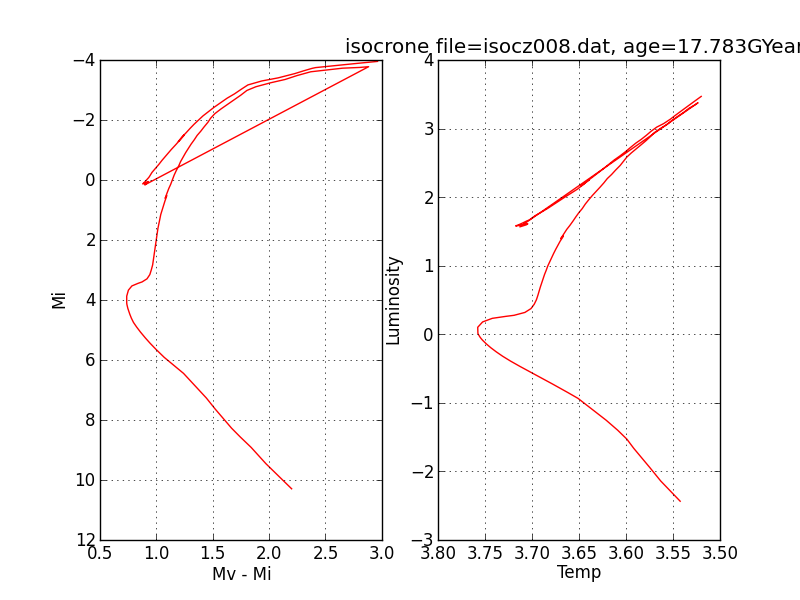 isocrone file=isocz008.dat, age=17.783GYear
−4
−2
0
2
4
6
8
10
12
Mi
0.5 1.0 1.5 2.0 2.5 3.0
Mv - Mi
4
3
2
1
0
−1
−2
−3
Luminosity
3.80 3.75 3.70 3.65 3.60 3.55 3.50
Temp